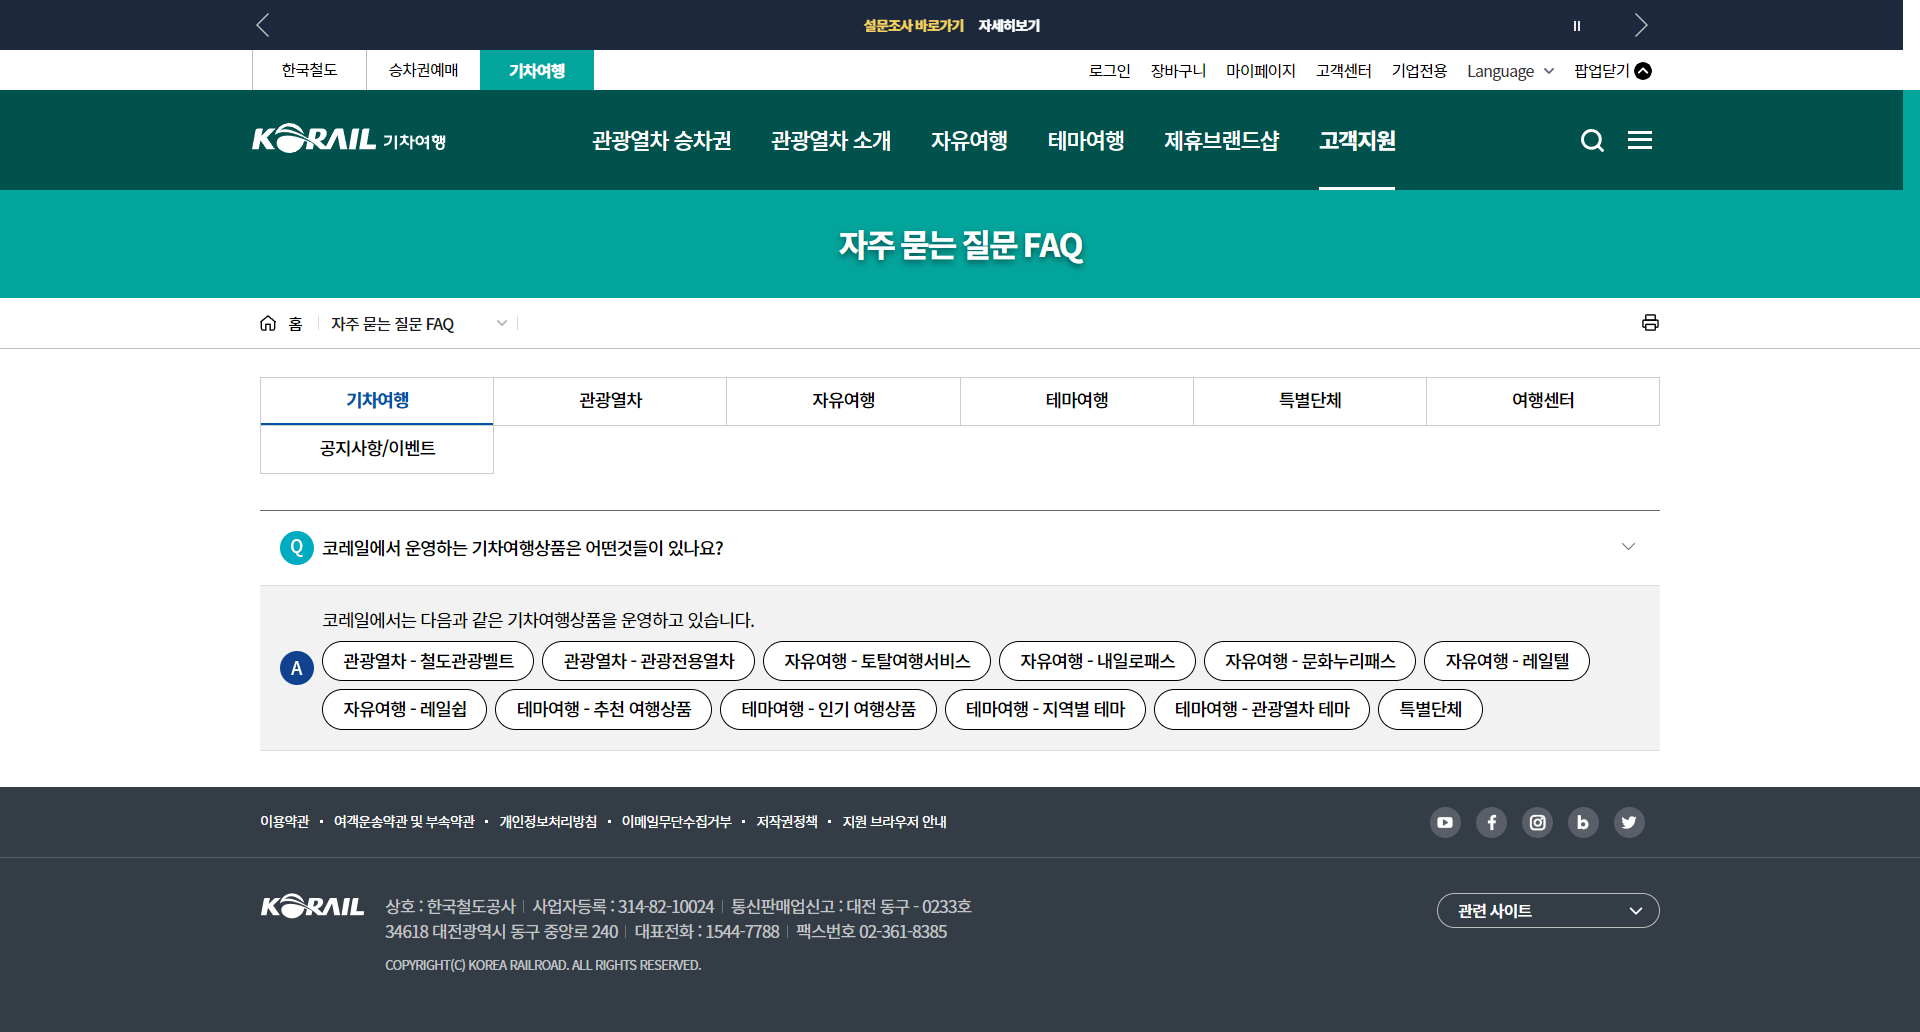 설문조사 바로가기 자세히보기
한국철도 승차권예매 기차여행 로그인 장바구니 마이페이지 고객센터 기업전용 Language 팝업닫기
KORAIL 기차여행 관광열차 승차권 관광열차 소개 자유여행 테마여행 제휴브랜드샵 고객지원
자주 묻는 질문 FAQ
홈 자주 묻는 질문 FAQ
기차여행 관광열차 자유여행 테마여행 특별단체 여행센터
공지사항/이벤트
Q 코레일에서 운영하는 기차여행상품은 어떤것들이 있나요?
코레일에서는 다음과 같은 기차여행상품을 운영하고 있습니다.
A 관광열차 - 철도관광벨트 관광열차 - 관광전용열차 자유여행 - 토탈여행서비스 자유여행 - 내일로패스 자유여행 - 문화누리패스 자유여행 - 레일텔
자유여행 - 레일쉽 테마여행 - 추천 여행상품 테마여행 - 인기 여행상품 테마여행 - 지역별 테마 테마여행 - 관광열차 테마 특별단체
이용약관 · 여객운송약관 및 부속약관 · 개인정보처리방침 · 이메일무단수집거부 · 저작권정책 · 지원 브라우저 안내
KORAIL 상호 : 한국철도공사 | 사업자등록 : 314-82-10024 | 통신판매업신고 : 대전 동구 - 0233호 관련 사이트
34618 대전광역시 동구 중앙로 240 | 대표전화 : 1544-7788 | 팩스번호 02-361-8385
COPYRIGHT(C) KOREA RAILROAD. ALL RIGHTS RESERVED.